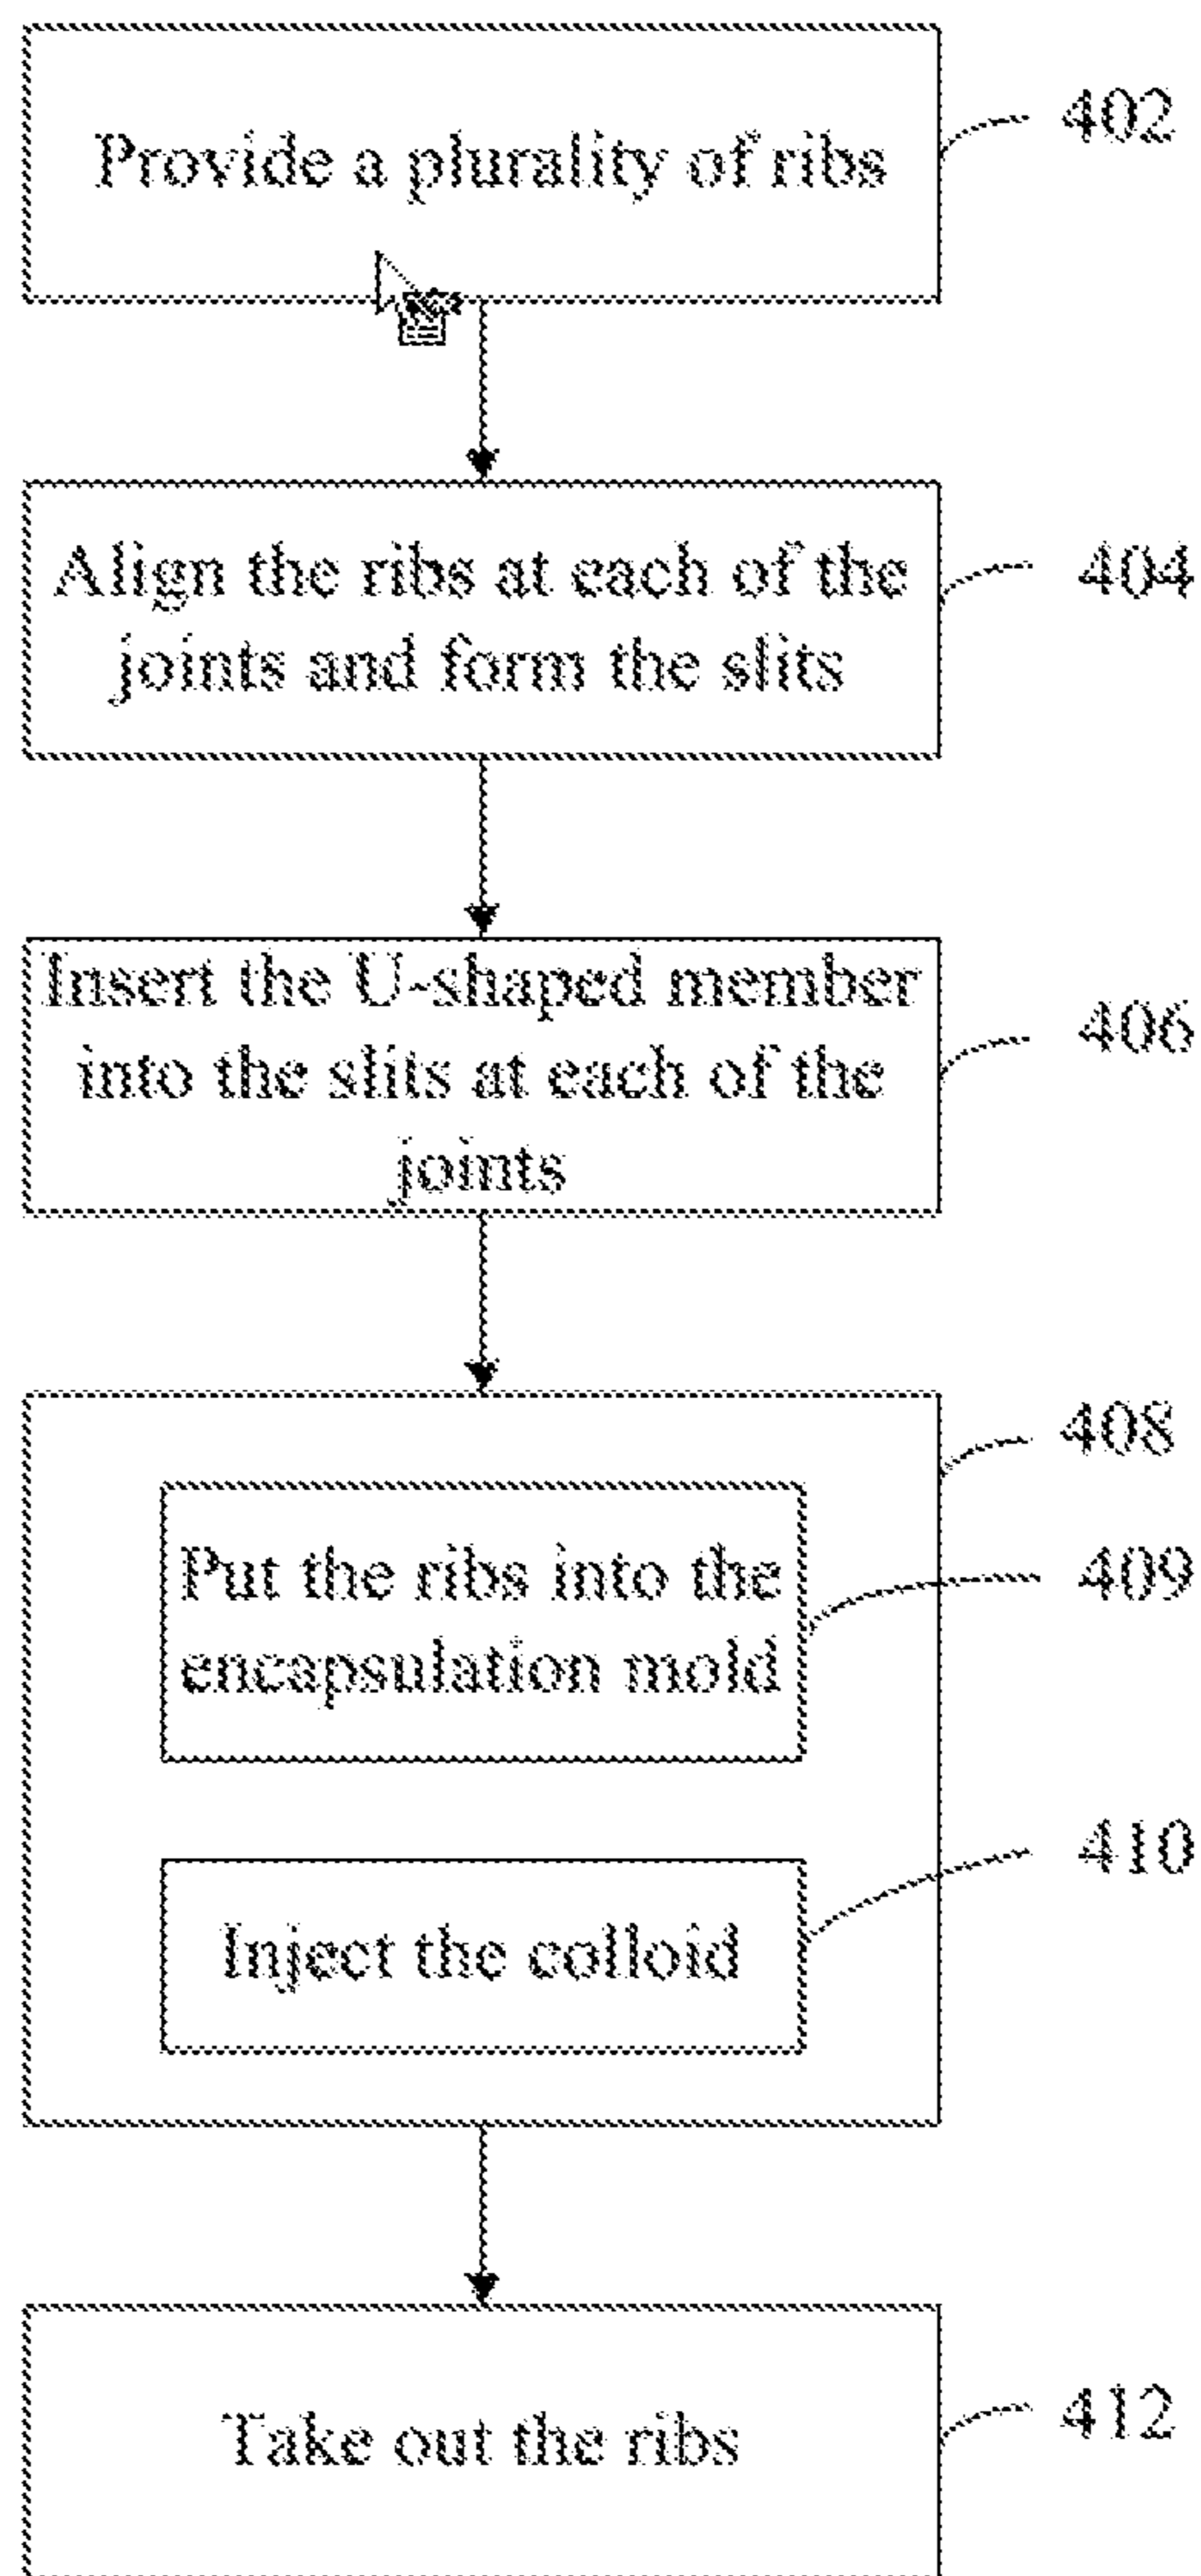 Provide a plurality of ribs
402
Align the ribs at each of the
joints and form the slits
404
Insert the U-shaped member
into the slits at each of the
joints
406
408
Put the ribs into the
encapsulation mold
409
Inject the colloid
410
Take out the ribs
412